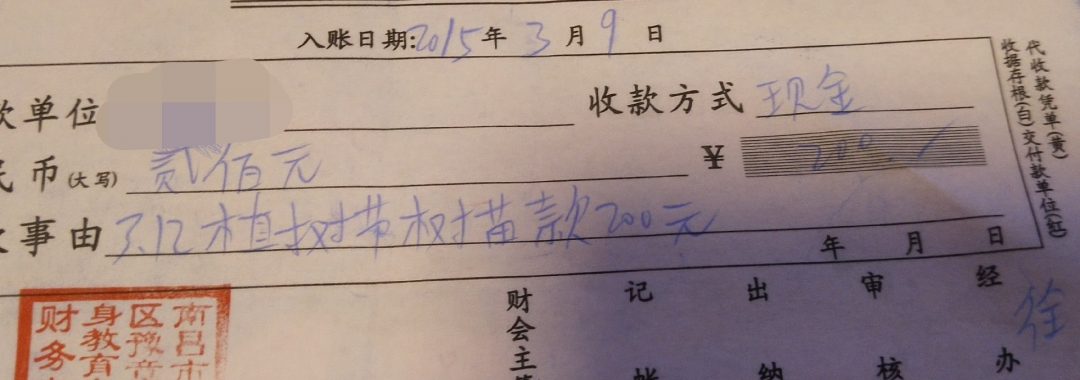 入账日期:2015年3月9日
款单位 收款方式 现金
民币(大写) 贰佰元 ¥ 200
事由 3.12植树节树苗款200元
年 月 日
代收款凭单(黄)
收据存根(白)交付款单位(红)
财会主管 记帐 出纳 审核 经办 徐
南昌市
区豫章
身教育
财务